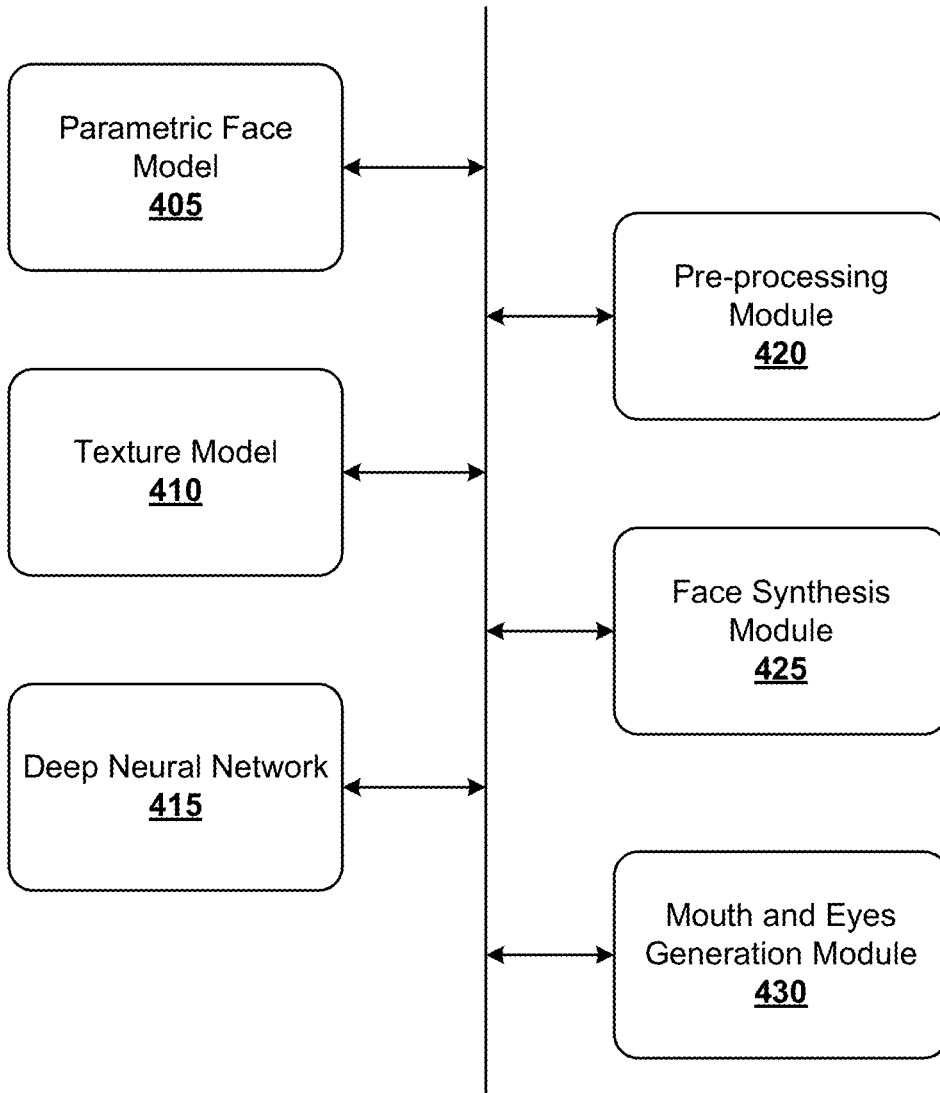 Parametric Face
Model
405
Pre-processing
Module
420
Texture Model
410
Face Synthesis
Module
425
Deep Neural Network
415
Mouth and Eyes
Generation Module
430